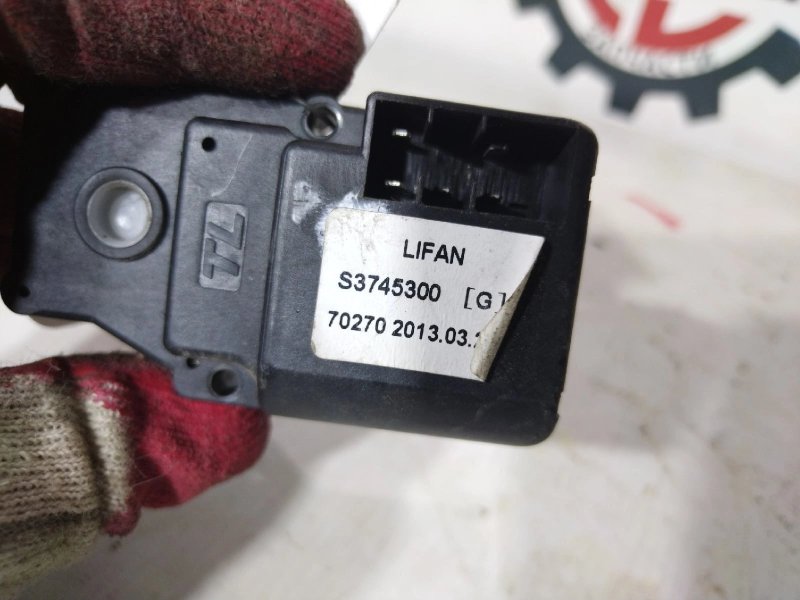 LIFAN
S3745300 [G]
70270 2013.03.
TL